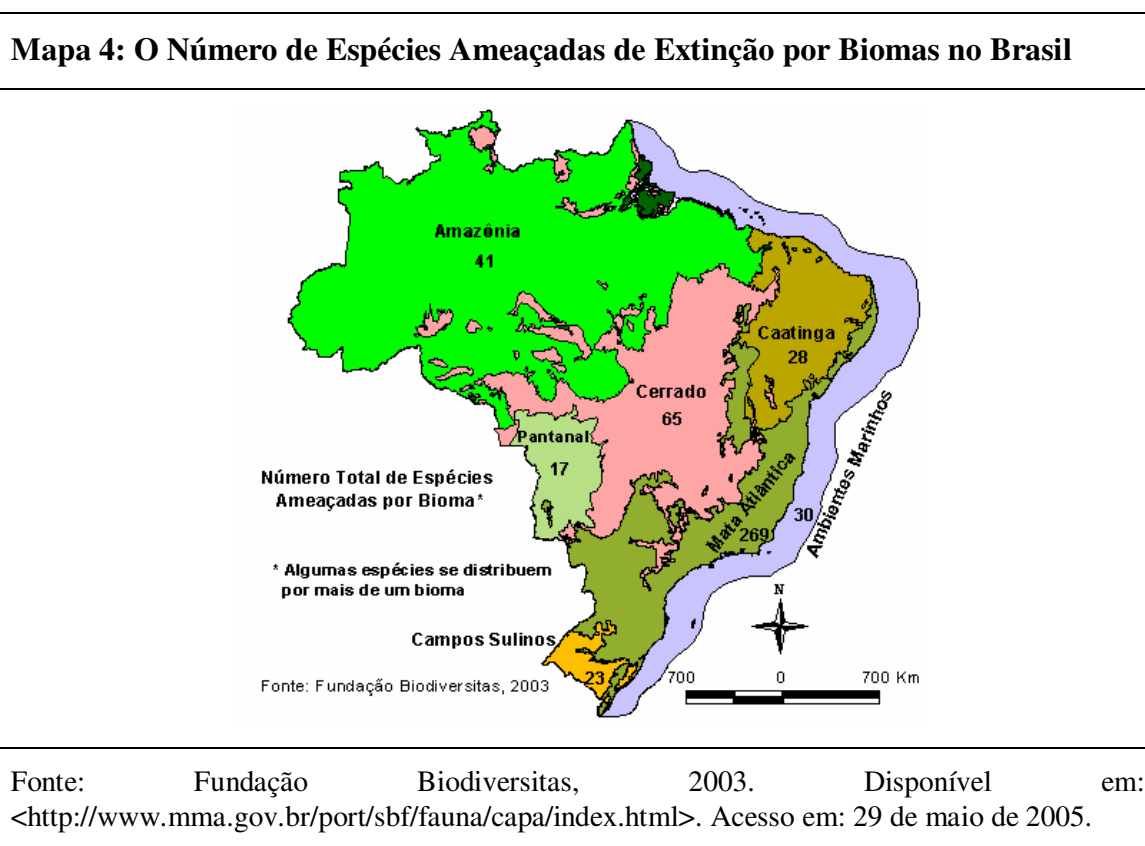 Mapa 4: O Número de Espécies Ameaçadas de Extinção por Biomas no Brasil
Amazônia
41
Caatinga
28
Cerrado
65
Pantanal
17
Mata Atlântica
269
30
Ambientes Marinhos
Número Total de Espécies
Ameaçadas por Bioma*
* Algumas espécies se distribuem
por mais de um bioma
N
Campos Sulinos
23
Fonte: Fundação Biodiversitas, 2003
700 0 700 Km
Fonte: Fundação Biodiversitas, 2003. Disponível em:
<http://www.mma.gov.br/port/sbf/fauna/capa/index.html>. Acesso em: 29 de maio de 2005.